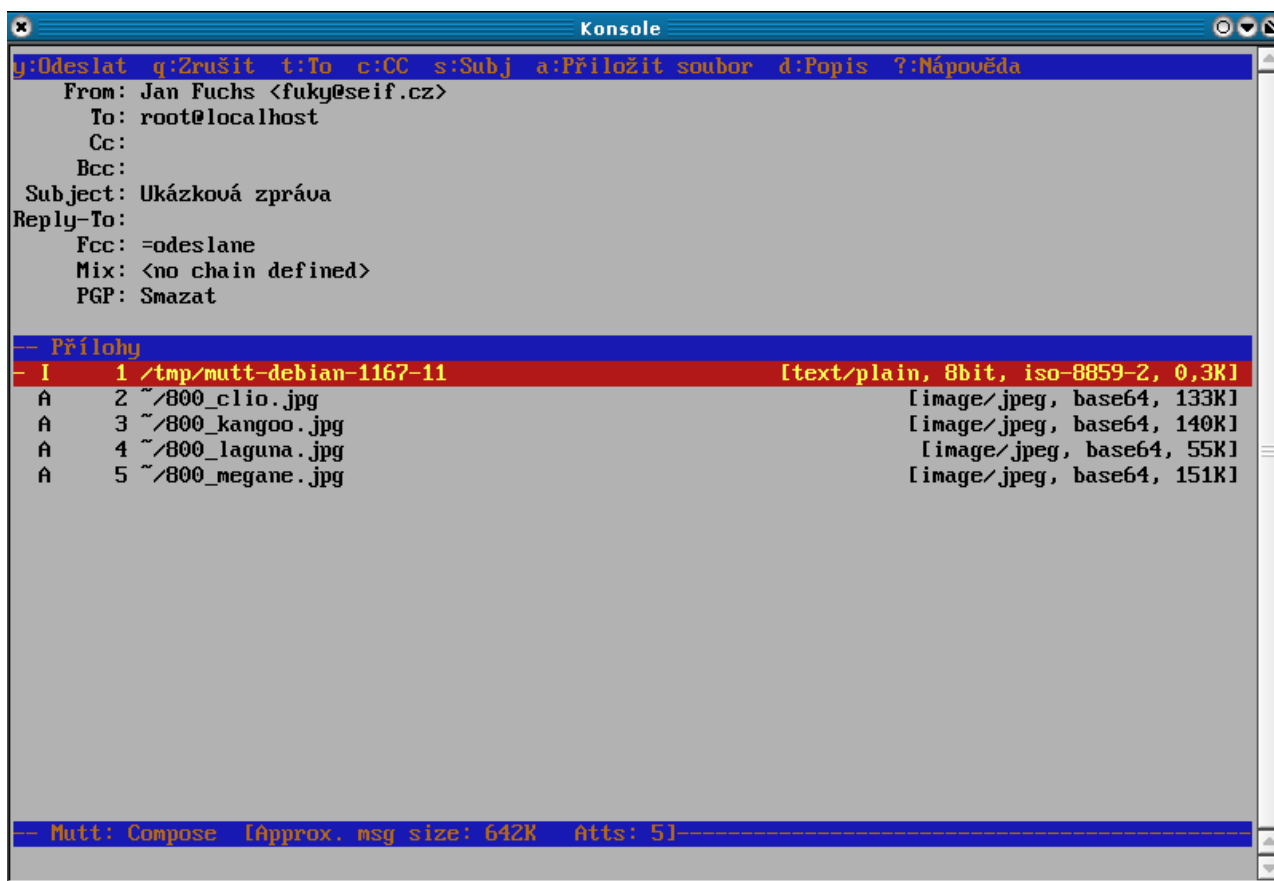 Konsole
y:Odeslat q:Zrušit t:To c:CC s:Subj a:Přiložit soubor d:Popis ?:Nápověda
From: Jan Fuchs <fuky@seif.cz>
To: root@localhost
Cc:
Bcc:
Subject: Ukázková zpráva
Reply-To:
Fcc: =odeslane
Mix: <no chain defined>
PGP: Smazat
-- Přílohy
- I 1 /tmp/mutt-debian-1167-11 [text/plain, 8bit, iso-8859-2, 0,3K]
A 2 ~/800_clio.jpg [image/jpeg, base64, 133K]
A 3 ~/800_kangoo.jpg [image/jpeg, base64, 140K]
A 4 ~/800_laguna.jpg [image/jpeg, base64, 55K]
A 5 ~/800_megane.jpg [image/jpeg, base64, 151K]
-- Mutt: Compose [Approx. msg size: 642K Atts: 5]---------------------------------------------